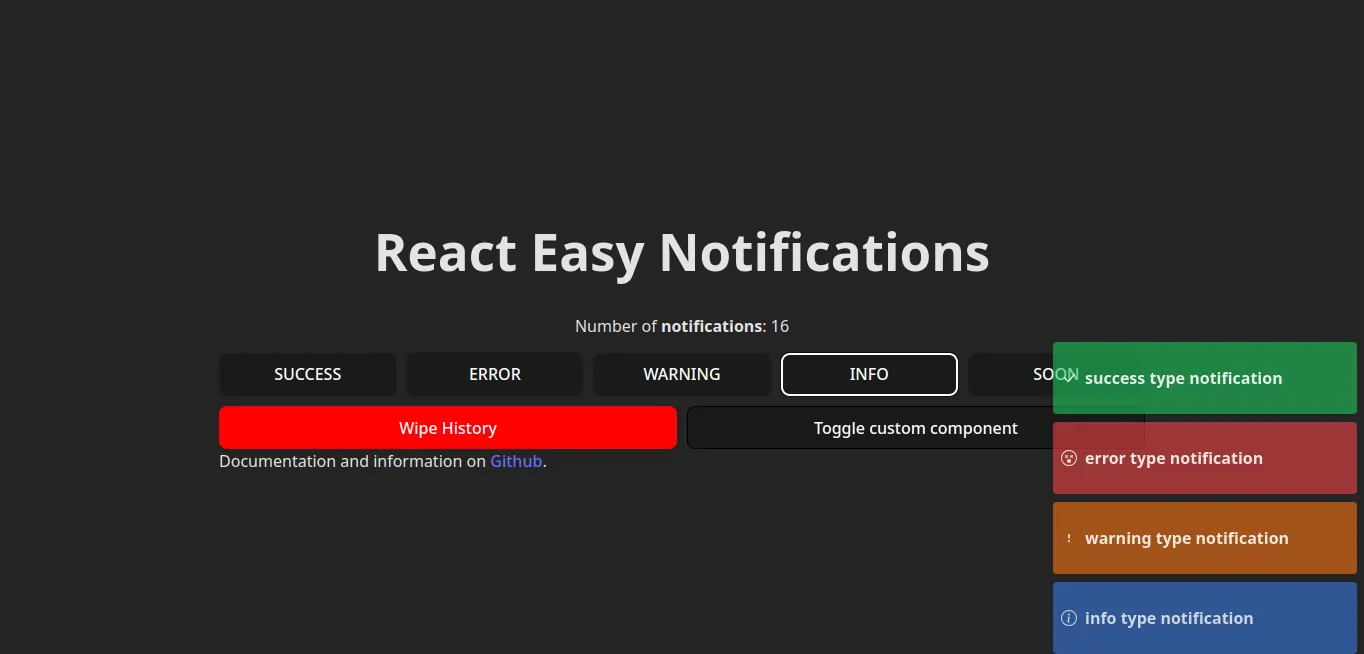 React Easy Notifications
Number of notifications: 16
SUCCESS
ERROR
WARNING
INFO
SOON
Wipe History
Toggle custom component
Documentation and information on Github.
success type notification
error type notification
! warning type notification
i info type notification